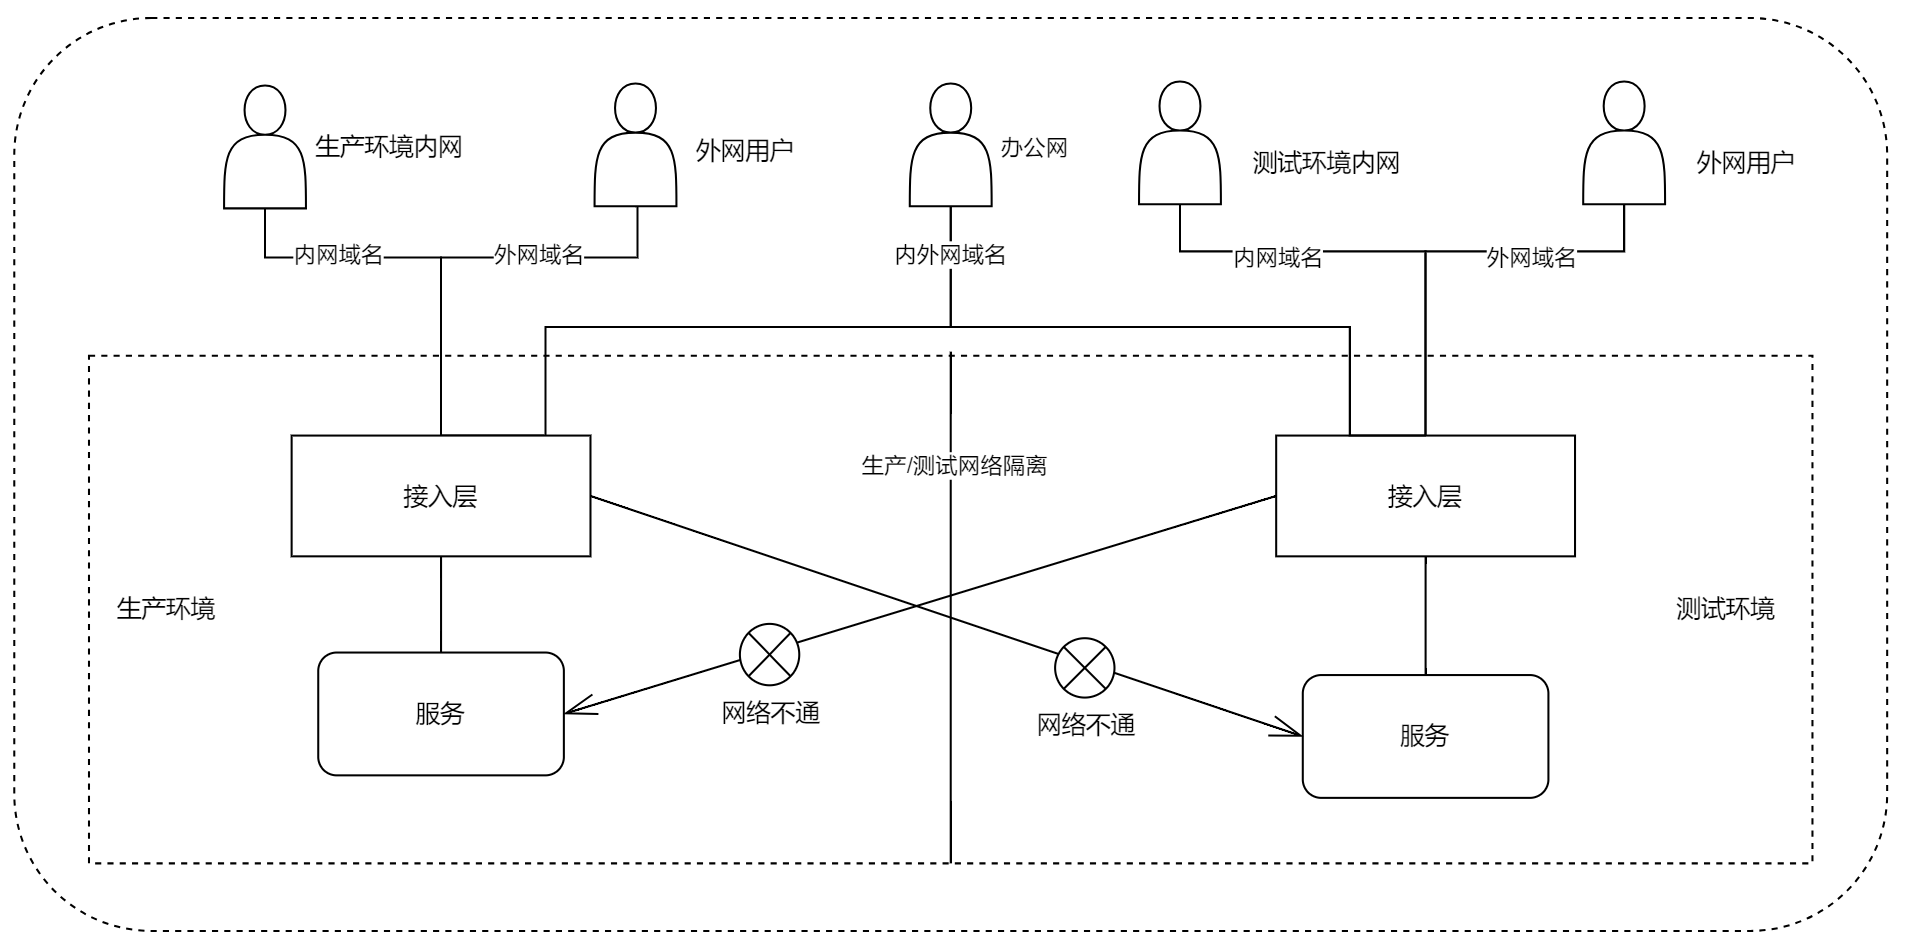 生产环境内网
外网用户
办公网
测试环境内网
外网用户
内网域名
外网域名
内外网域名
内网域名
外网域名
生产/测试网络隔离
接入层
接入层
生产环境
测试环境
服务
网络不通
网络不通
服务